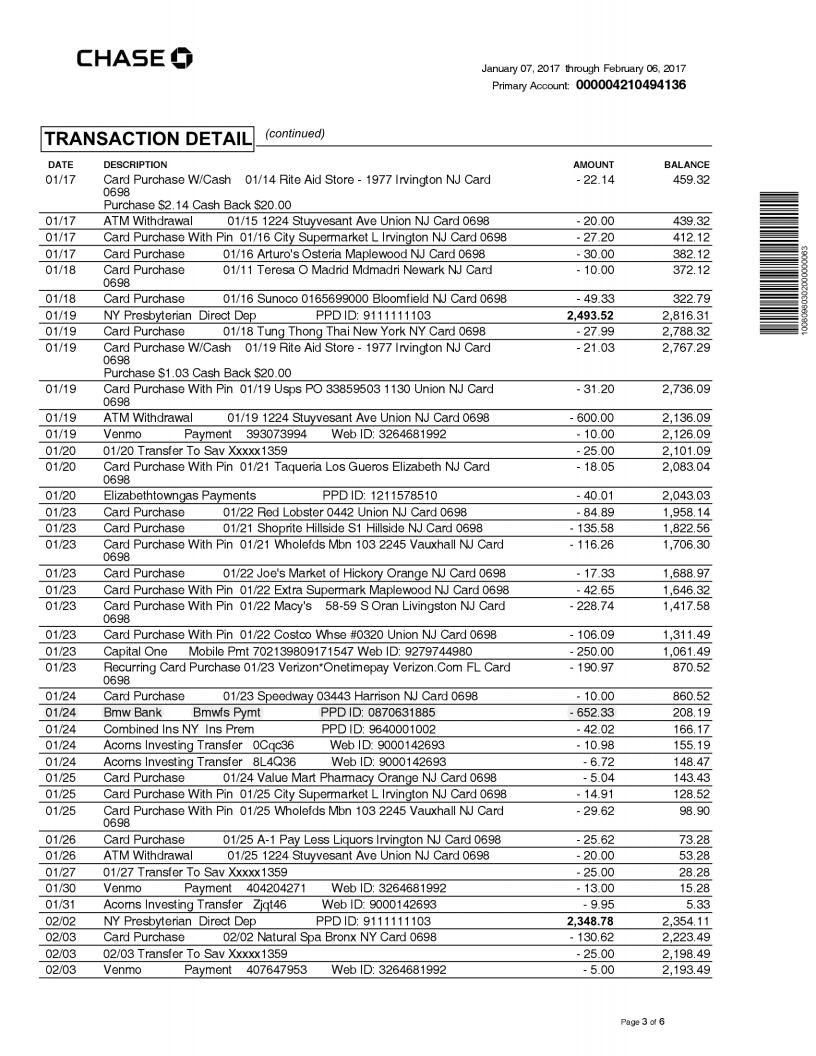 CHASE
January 07, 2017 through February 06, 2017
Primary Account: 000004210494136
TRANSACTION DETAIL (continued)
DATE DESCRIPTION AMOUNT BALANCE
01/17 Card Purchase W/Cash 01/14 Rite Aid Store - 1977 Irvington NJ Card - 22.14 459.32
0698
Purchase $2.14 Cash Back $20.00
01/17 ATM Withdrawal 01/15 1224 Stuyvesant Ave Union NJ Card 0698 - 20.00 439.32
01/17 Card Purchase With Pin 01/16 City Supermarket L Irvington NJ Card 0698 - 27.20 412.12
01/17 Card Purchase 01/16 Arturo's Osteria Maplewood NJ Card 0698 - 30.00 382.12
01/18 Card Purchase 01/11 Teresa O Madrid Mdmadri Newark NJ Card - 10.00 372.12
0698
01/18 Card Purchase 01/16 Sunoco 0165699000 Bloomfield NJ Card 0698 - 49.33 322.79
01/19 NY Presbyterian Direct Dep PPD ID: 9111111103 2,493.52 2,816.31
01/19 Card Purchase 01/18 Tung Thong Thai New York NY Card 0698 - 27.99 2,788.32
01/19 Card Purchase W/Cash 01/19 Rite Aid Store - 1977 Irvington NJ Card - 21.03 2,767.29
0698
Purchase $1.03 Cash Back $20.00
01/19 Card Purchase With Pin 01/19 Usps PO 33859503 1130 Union NJ Card - 31.20 2,736.09
0698
01/19 ATM Withdrawal 01/19 1224 Stuyvesant Ave Union NJ Card 0698 - 600.00 2,136.09
01/19 Venmo Payment 393073994 Web ID: 3264681992 - 10.00 2,126.09
01/20 01/20 Transfer To Sav Xxxxx1359 - 25.00 2,101.09
01/20 Card Purchase With Pin 01/21 Taqueria Los Gueros Elizabeth NJ Card - 18.05 2,083.04
0698
01/20 Elizabethtowngas Payments PPD ID: 1211578510 - 40.01 2,043.03
01/23 Card Purchase 01/22 Red Lobster 0442 Union NJ Card 0698 - 84.89 1,958.14
01/23 Card Purchase 01/21 Shoprite Hillside S1 Hillside NJ Card 0698 - 135.58 1,822.56
01/23 Card Purchase With Pin 01/21 Wholefds Mbn 103 2245 Vauxhall NJ Card - 116.26 1,706.30
0698
01/23 Card Purchase 01/22 Joe's Market of Hickory Orange NJ Card 0698 - 17.33 1,688.97
01/23 Card Purchase With Pin 01/22 Extra Supermark Maplewood NJ Card 0698 - 42.65 1,646.32
01/23 Card Purchase With Pin 01/22 Macy's 58-59 S Oran Livingston NJ Card - 228.74 1,417.58
0698
01/23 Card Purchase With Pin 01/22 Costco Whse #0320 Union NJ Card 0698 - 106.09 1,311.49
01/23 Capital One Mobile Pmt 702139809171547 Web ID: 9279744980 - 250.00 1,061.49
01/23 Recurring Card Purchase 01/23 Verizon*Onetimepay Verizon.Com FL Card - 190.97 870.52
0698
01/24 Card Purchase 01/23 Speedway 03443 Harrison NJ Card 0698 - 10.00 860.52
01/24 Bmw Bank Bmwfs Pymt PPD ID: 0870631885 - 652.33 208.19
01/24 Combined Ins NY Ins Prem PPD ID: 9640001002 - 42.02 166.17
01/24 Acorns Investing Transfer 0Cqc36 Web ID: 9000142693 - 10.98 155.19
01/24 Acorns Investing Transfer 8L4Q36 Web ID: 9000142693 - 6.72 148.47
01/25 Card Purchase 01/24 Value Mart Pharmacy Orange NJ Card 0698 - 5.04 143.43
01/25 Card Purchase With Pin 01/25 City Supermarket L Irvington NJ Card 0698 - 14.91 128.52
01/25 Card Purchase With Pin 01/25 Wholefds Mbn 103 2245 Vauxhall NJ Card - 29.62 98.90
0698
01/26 Card Purchase 01/25 A-1 Pay Less Liquors Irvington NJ Card 0698 - 25.62 73.28
01/26 ATM Withdrawal 01/25 1224 Stuyvesant Ave Union NJ Card 0698 - 20.00 53.28
01/27 01/27 Transfer To Sav Xxxxx1359 - 25.00 28.28
01/30 Venmo Payment 404204271 Web ID: 3264681992 - 13.00 15.28
01/31 Acorns Investing Transfer Zjqt46 Web ID: 9000142693 - 9.95 5.33
02/02 NY Presbyterian Direct Dep PPD ID: 9111111103 2,348.78 2,354.11
02/03 Card Purchase 02/02 Natural Spa Bronx NY Card 0698 - 130.62 2,223.49
02/03 02/03 Transfer To Sav Xxxxx1359 - 25.00 2,198.49
02/03 Venmo Payment 407647953 Web ID: 3264681992 - 5.00 2,193.49
Page 3 of 6